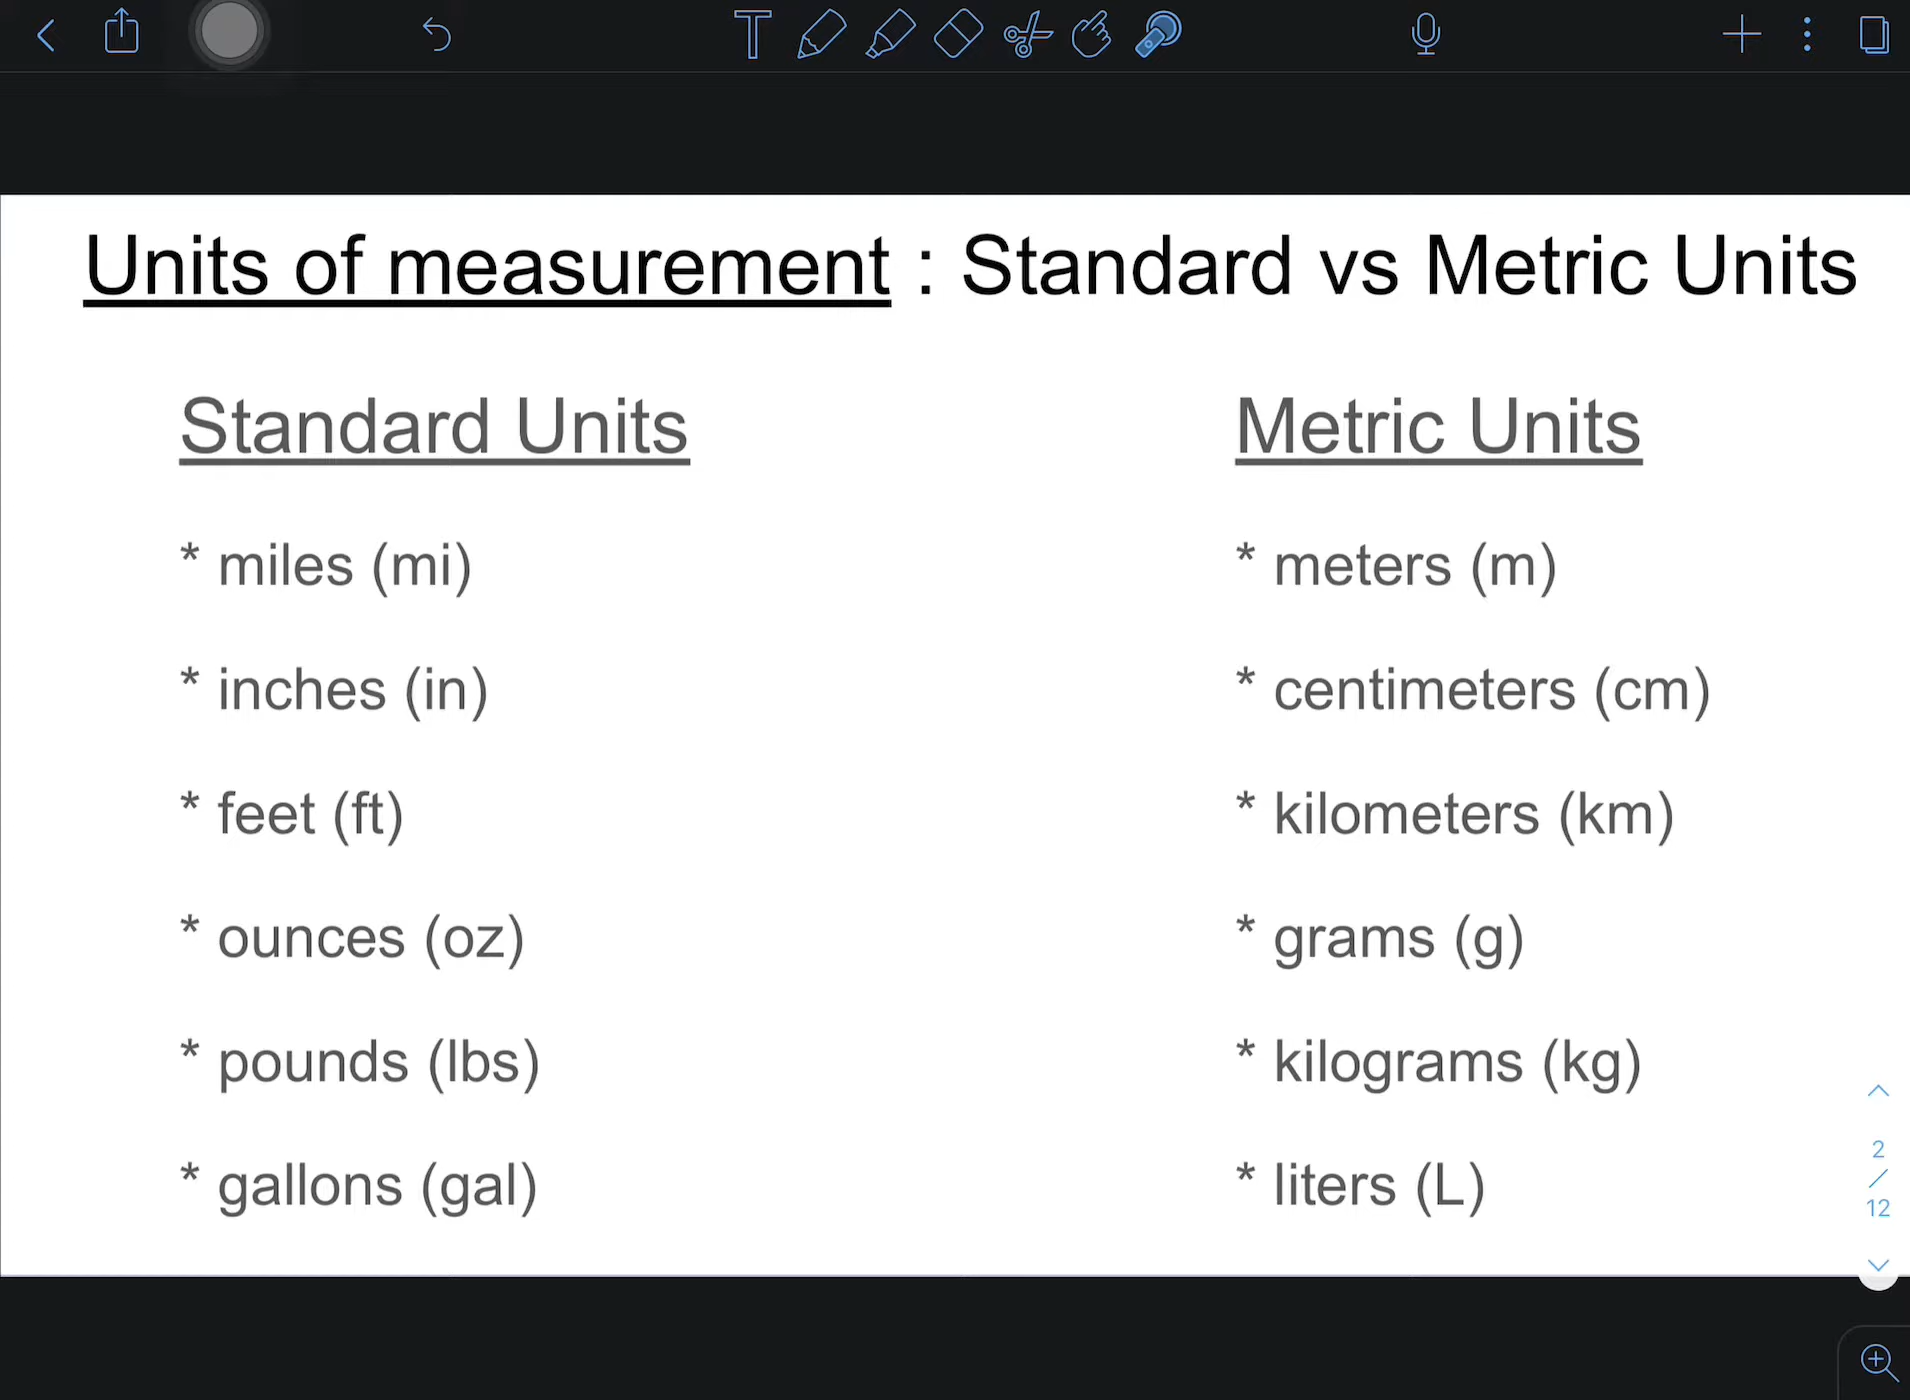 Units of measurement : Standard vs Metric Units
Standard Units
* miles (mi)
* inches (in)
* feet (ft)
* ounces (oz)
* pounds (lbs)
* gallons (gal)
Metric Units
* meters (m)
* centimeters (cm)
* kilometers (km)
* grams (g)
* kilograms (kg)
* liters (L)
2
/
12